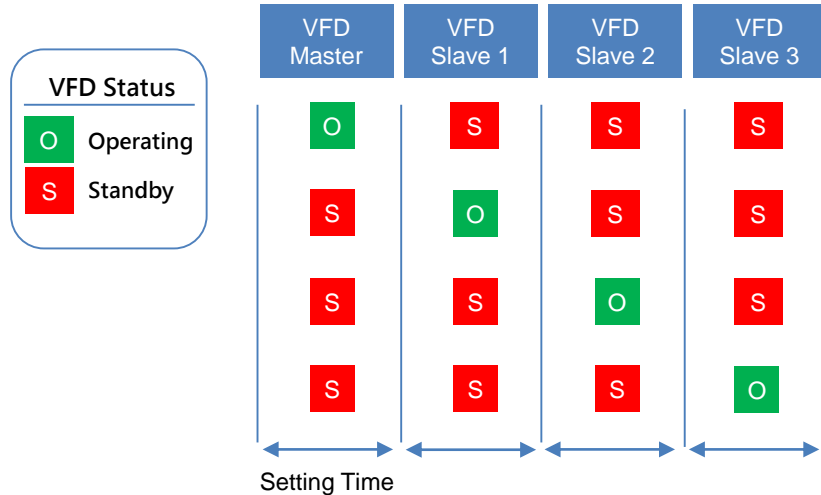 VFD Status
O Operating
S Standby
VFD Master
VFD Slave 1
VFD Slave 2
VFD Slave 3
O S S S
S O S S
S S O S
S S S O
Setting Time